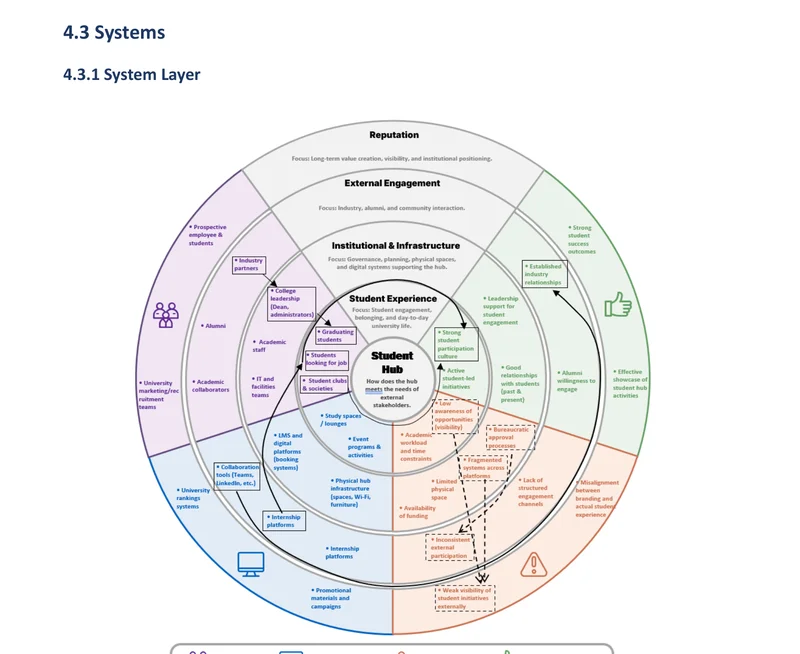 4.3 Systems
4.3.1 System Layer
Reputation
Focus: Long-term value creation, visibility, and institutional positioning.
External Engagement
Focus: Industry, alumni, and community interaction.
Institutional & Infrastructure
Focus: Governance, planning, physical spaces,
and digital systems supporting the hub.
Student Experience
Focus: Student engagement,
belonging, and day-to-day
university life.
Student
Hub
How does the hub
meets the needs of
external
stakeholders.
• Prospective
employee &
students
• Industry
partners
• College
leadership
(Dean,
administrators)
• Graduating
students
• Alumni
• Academic
staff
• Students
looking for job
• University
marketing/rec
ruitment
teams
• Academic
collaborators
• IT and
facilities
teams
• Student clubs
& societies
• Strong
student
success
outcomes
• Established
industry
relationships
• Leadership
support for
student
engagement
• Strong
student
participation
culture
• Active
student-led
initiatives
• Good
relationships
with students
(past &
present)
• Alumni
willingness to
engage
• Effective
showcase of
student hub
activities
• Study spaces
/ lounges
• Event
programs &
activities
• LMS and
digital
platforms
(booking
systems)
• Collaboration
tools (Teams,
LinkedIn, etc.)
• Physical hub
infrastructure
(spaces, Wi-Fi,
furniture)
• University
rankings
systems
• Internship
platforms
• Internship
platforms
• Promotional
materials and
campaigns
• Low
awareness of
opportunities
(visibility)
• Academic
workload
and time
constraints
• Bureaucratic
approval
processes
• Fragmented
systems across
platforms
• Limited
physical
space
• Lack of
structured
engagement
channels
• Misalignment
between
branding and
actual student
experience
• Availability
of funding
• Inconsistent
external
participation
• Weak visibility of
student initiatives
externally